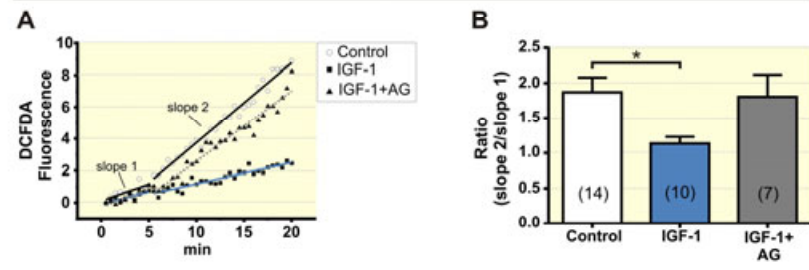 A
DCFDA
Fluorescence
10
8
6
4
2
0
slope 1
slope 2
0
5
10
15
20
min
Control
IGF-1
IGF-1+AG
B
Ratio
(slope 2/slope 1)
2.5
2.0
1.5
1.0
0.5
0.0
*
(14)
(10)
(7)
Control
IGF-1
IGF-1+
AG